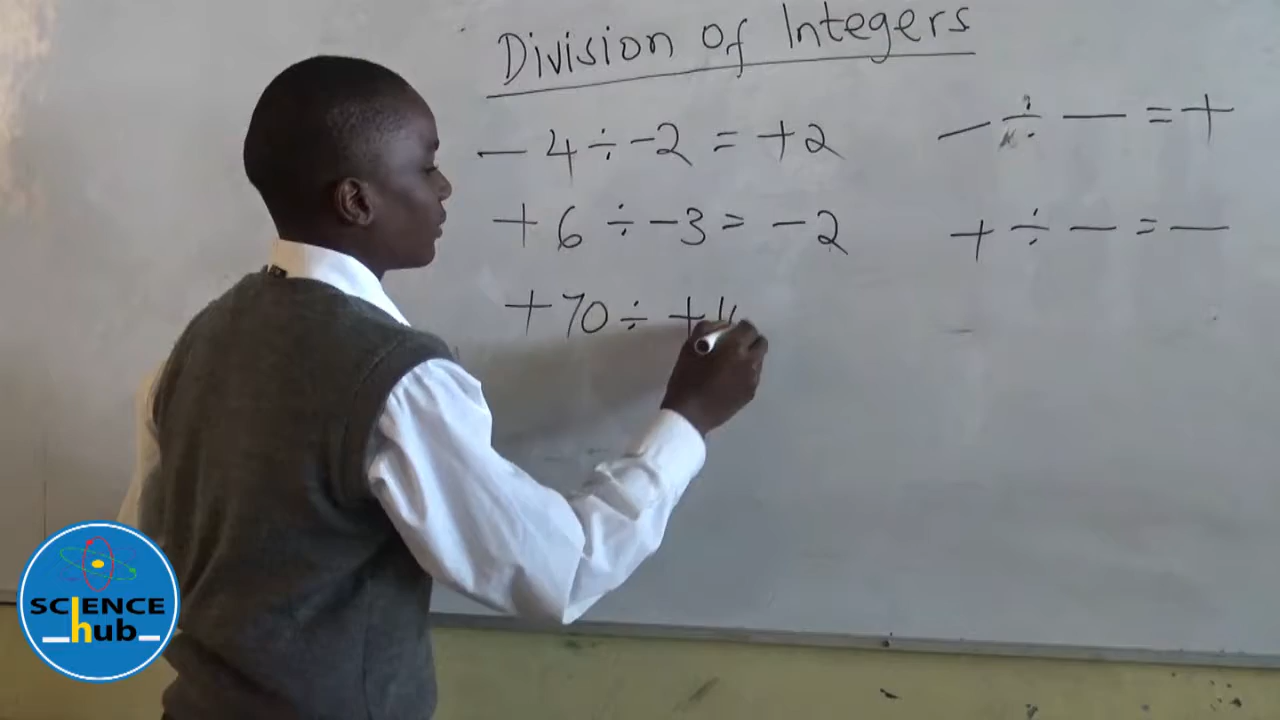 Division of Integers
− 4 ÷ −2 = +2
+ 6 ÷ −3 = −2
+ 70 ÷ +
− ÷ − = +
+ ÷ − = −
SCIENCE
hub